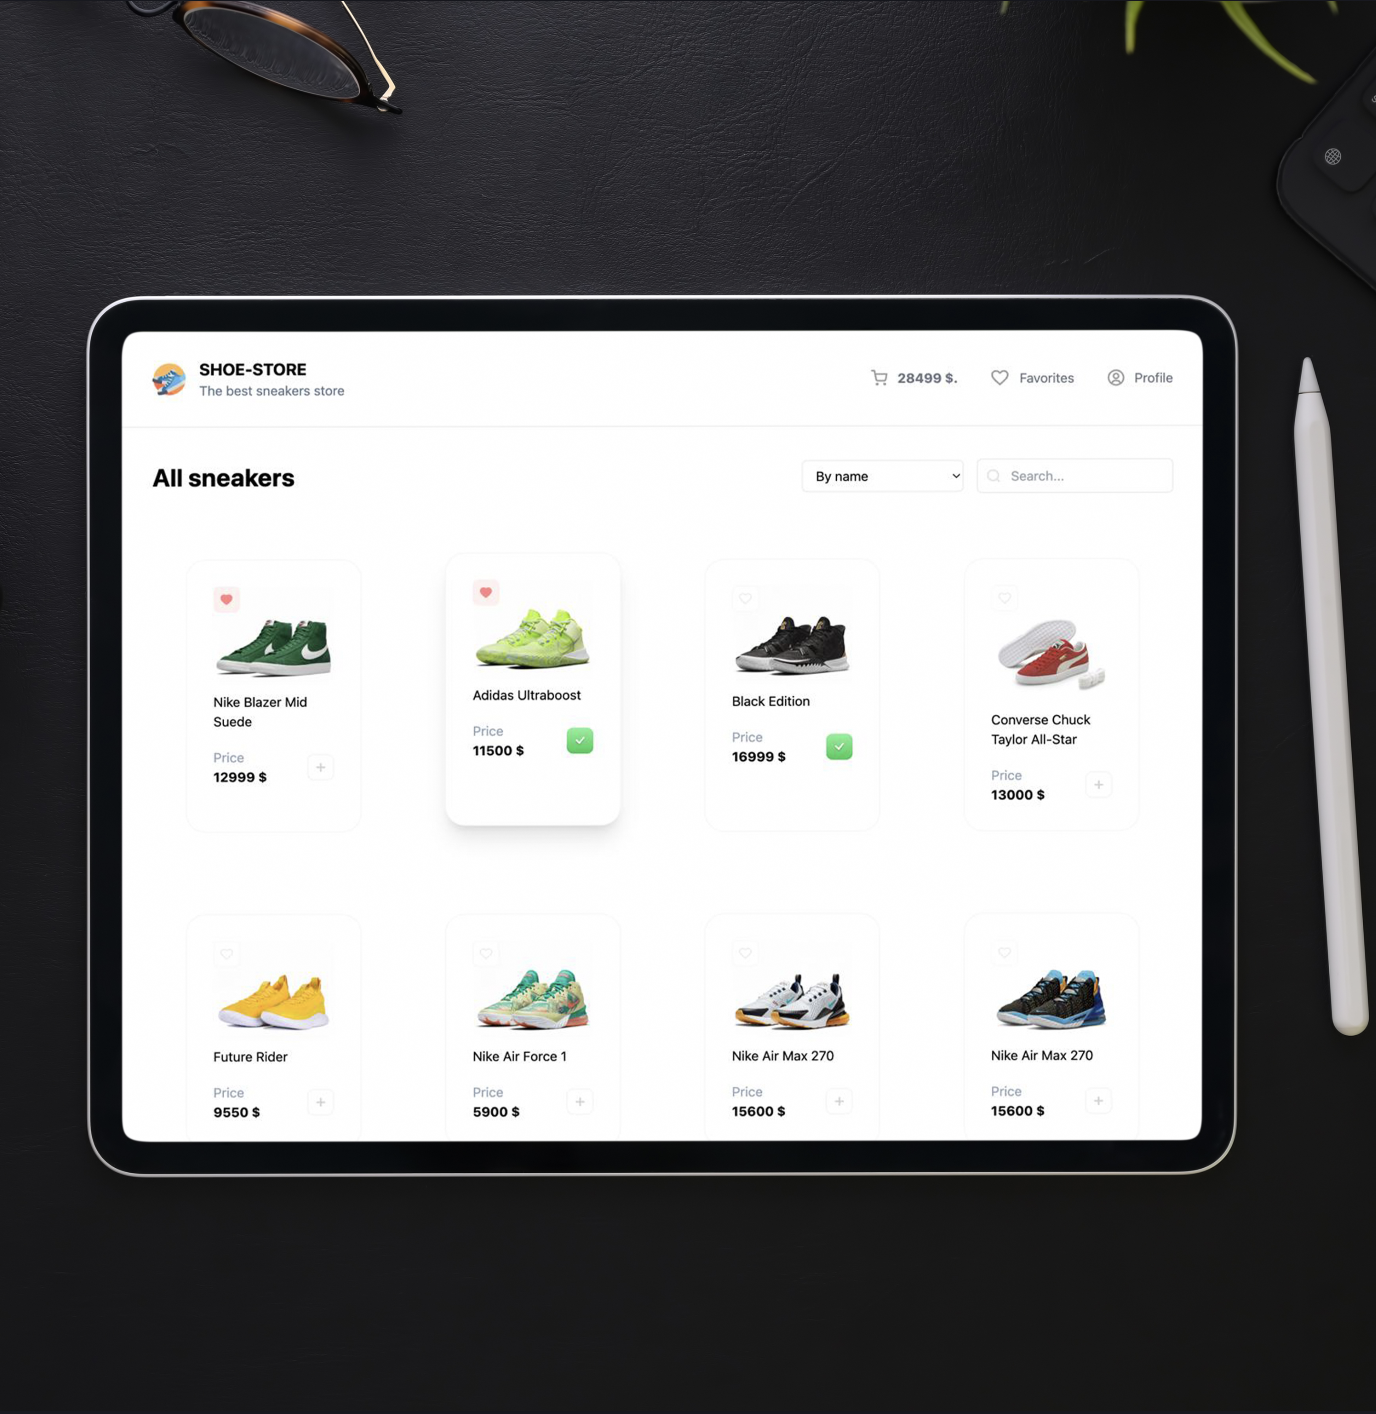 SHOE-STORE
The best sneakers store
28499 $.
Favorites
Profile
All sneakers
By name
Search...
Nike Blazer Mid
Suede
Price
12999 $
Adidas Ultraboost
Price
11500 $
Black Edition
Price
16999 $
Converse Chuck
Taylor All-Star
Price
13000 $
Future Rider
Price
9550 $
Nike Air Force 1
Price
5900 $
Nike Air Max 270
Price
15600 $
Nike Air Max 270
Price
15600 $